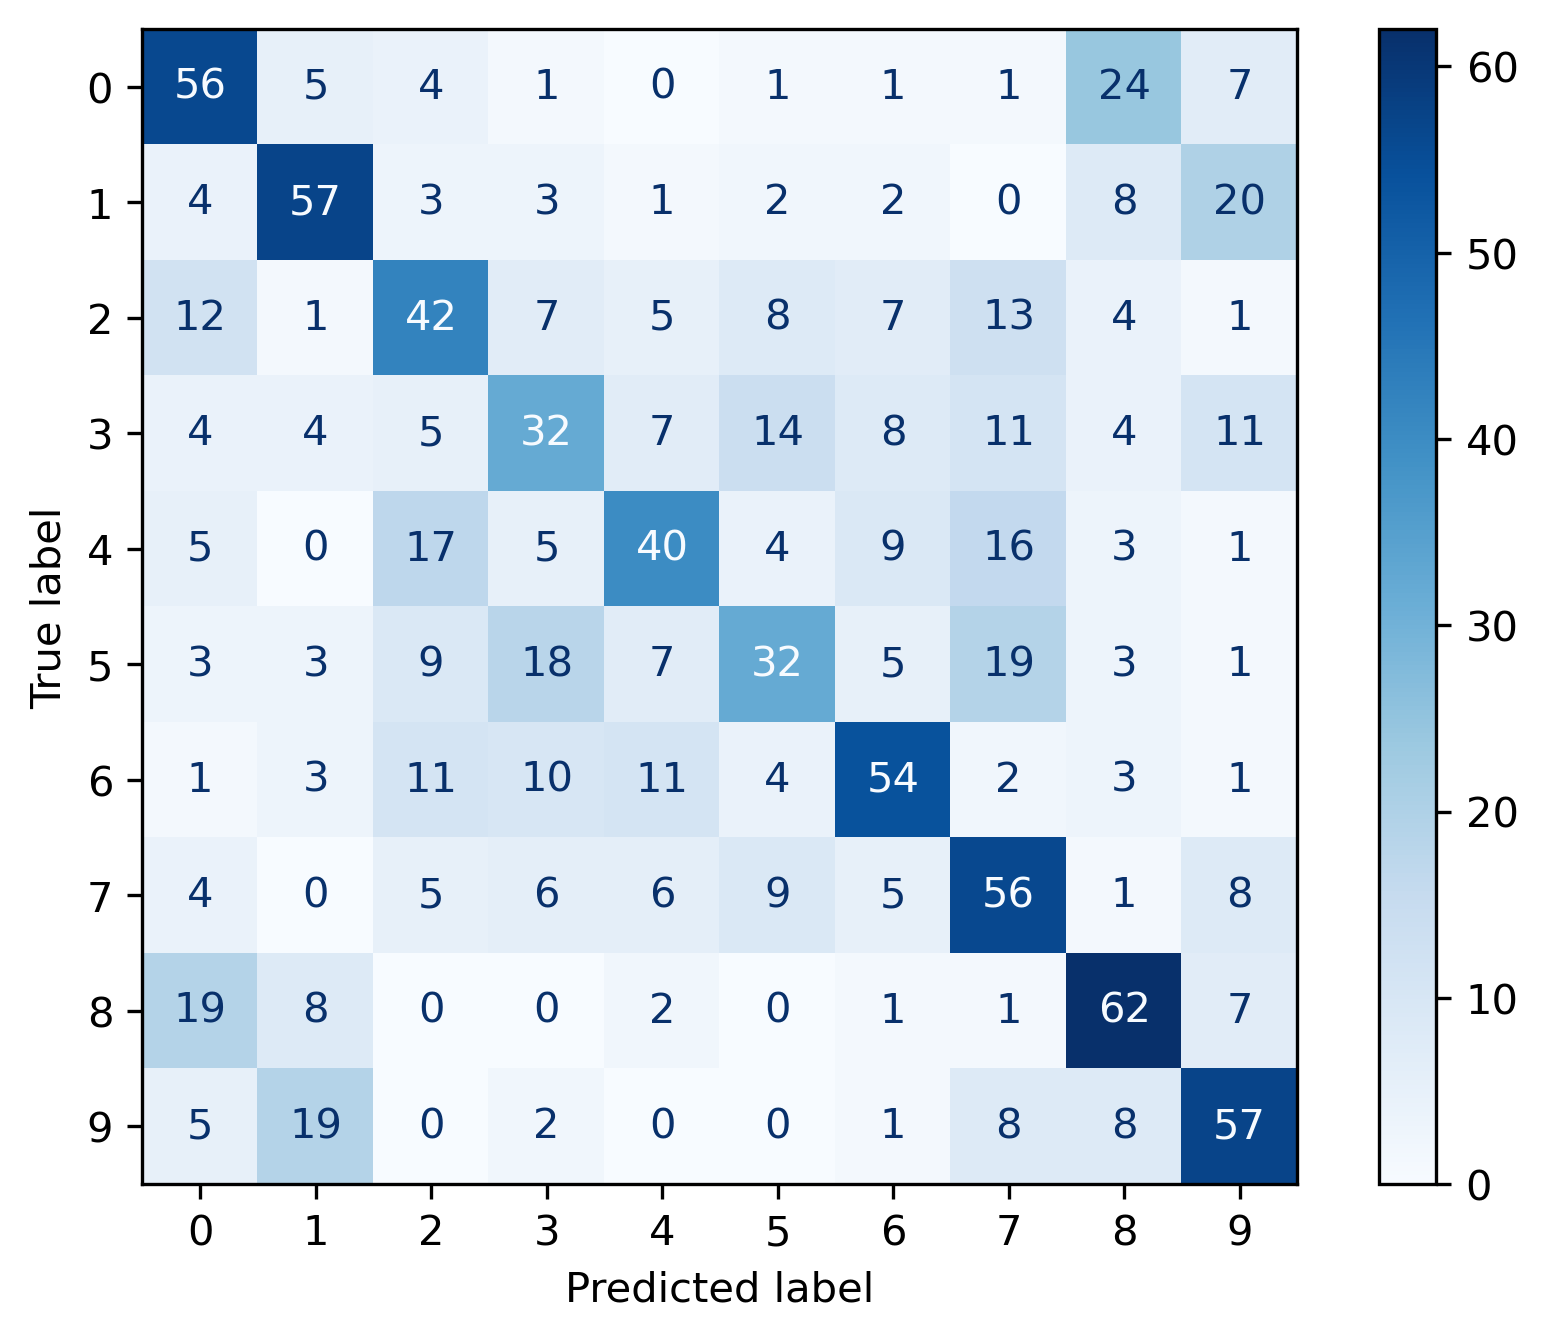 0 56 5 4 1 0 1 1 1 24 7
1 4 57 3 3 1 2 2 0 8 20
2 12 1 42 7 5 8 7 13 4 1
3 4 4 5 32 7 14 8 11 4 11
4 5 0 17 5 40 4 9 16 3 1
5 3 3 9 18 7 32 5 19 3 1
6 1 3 11 10 11 4 54 2 3 1
7 4 0 5 6 6 9 5 56 1 8
8 19 8 0 0 2 0 1 1 62 7
9 5 19 0 2 0 0 1 8 8 57
0 1 2 3 4 5 6 7 8 9
Predicted label
True label
60
50
40
30
20
10
0